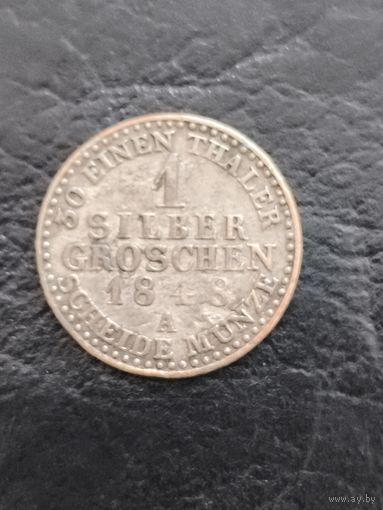 30 EINEN THALER
1
SILBER
GROSCHEN
1848
A
SCHEIDE MÜNZE
www.ay.by